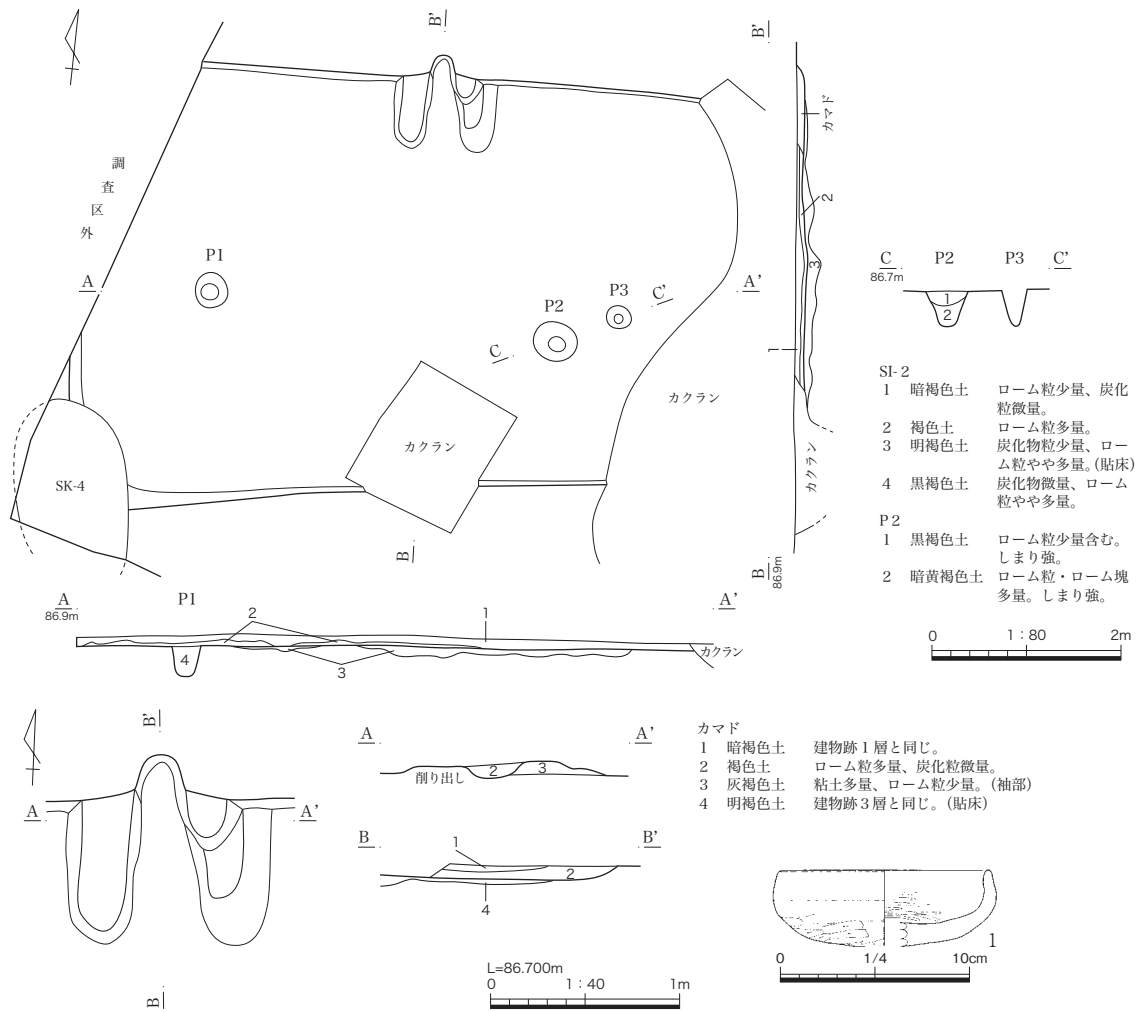 B'
B'
カマド
調
査
区
外
2
P1
C P2 P3 C'
86.7m
A
A'
3
P3
C'
P2
1
2
C
1
カクラン
カクラン
SK-4
カクラン
B
B
86.9m
SI-2
1 暗褐色土 ローム粒少量、炭化
粒微量。
2 褐色土 ローム粒多量。
3 明褐色土 炭化物粒少量、ロー
ム粒やや多量。(貼床)
4 黒褐色土 炭化物微量、ローム
粒やや多量。
P2
1 黒褐色土 ローム粒少量含む。
しまり強。
2 暗黄褐色土 ローム粒・ローム塊
多量。しまり強。
0 1:80 2m
A P1 A'
86.9m
2
1
4
3
カクラン
B'
A
A'
B
A A'
削り出し
2
3
B B'
1
2
4
カマド
1 暗褐色土 建物跡1層と同じ。
2 褐色土 ローム粒多量、炭化粒微量。
3 灰褐色土 粘土多量、ローム粒少量。(袖部)
4 明褐色土 建物跡3層と同じ。(貼床)
1
0 1/4 10cm
L=86.700m
0 1:40 1m